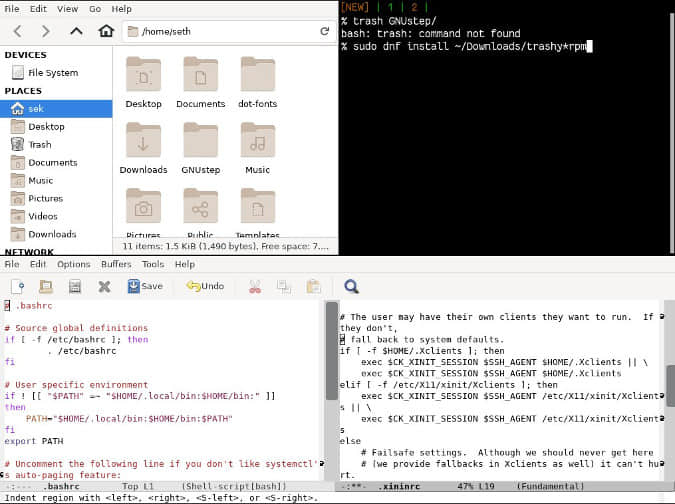 File Edit View Go Help
/home/seth
DEVICES
File System
PLACES
sek
Desktop
Trash
Documents
Music
Pictures
Videos
Downloads
NETWORK
Desktop Documents dot-fonts
Downloads GNUstep Music
Pictures Public Templates
11 items: 1.5 KiB (1,490 bytes), Free space: 7....
[NEW] | 1 | 2 |
% trash GNUstep/
bash: trash: command not found
% sudo dnf install ~/Downloads/trashy*rpm
File Edit Options Buffers Tools Help
Save Undo
# .bashrc
# Source global definitions
if [ -f /etc/bashrc ]; then
. /etc/bashrc
fi
# User specific environment
if ! [[ "$PATH" =~ "$HOME/.local/bin:$HOME/bin:" ]]
then
PATH="$HOME/.local/bin:$HOME/bin:$PATH"
fi
export PATH
# Uncomment the following line if you don't like systemctl'
s auto-paging feature:
-:--- .bashrc Top L1 (Shell-script[bash])
# The user may have their own clients they want to run. If
they don't,
# fall back to system defaults.
if [ -f $HOME/.Xclients ]; then
exec $CK_XINIT_SESSION $SSH_AGENT $HOME/.Xclients || \
exec $CK_XINIT_SESSION $SSH_AGENT $HOME/.Xclients
elif [ -f /etc/X11/xinit/Xclients ]; then
exec $CK_XINIT_SESSION $SSH_AGENT /etc/X11/xinit/Xclient
s || \
exec $CK_XINIT_SESSION $SSH_AGENT /etc/X11/xinit/Xclient
s
else
# Failsafe settings. Although we should never get here
# (we provide fallbacks in Xclients as well) it can't hu
rt.
-:**- .xininrc 47% L19 (Fundamental)
Indent region with <left>, <right>, <S-left>, or <S-right>.